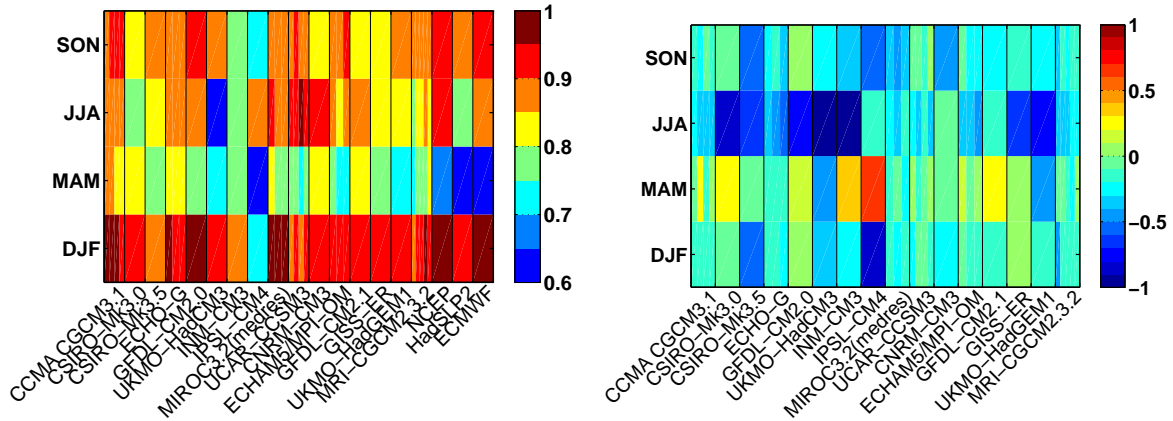 SON
JJA
MAM
DJF
CCMA CGCM3.1
CSIRO-Mk3.0
CSIRO-Mk3.5
ECHO-G
GFDL-CM2.0
UKMO-HadCM3
INM-CM3
IPSL-CM4
MIROC3.2(medres)
UCAR-CCSM3
CNRM-CM3
ECHAM5/MPI-OM
GFDL-CM2.1
GISS-ER
UKMO-HadGEM1
MRI-CGCM2.3.2
NCEP
HadSLP2
ECMWF
1
0.9
0.8
0.7
0.6
SON
JJA
MAM
DJF
CCMA CGCM3.1
CSIRO-Mk3.0
CSIRO-Mk3.5
ECHO-G
GFDL-CM2.0
UKMO-HadCM3
INM-CM3
IPSL-CM4
MIROC3.2(medres)
UCAR-CCSM3
CNRM-CM3
ECHAM5/MPI-OM
GFDL-CM2.1
GISS-ER
UKMO-HadGEM1
MRI-CGCM2.3.2
1
0.5
0
−0.5
−1